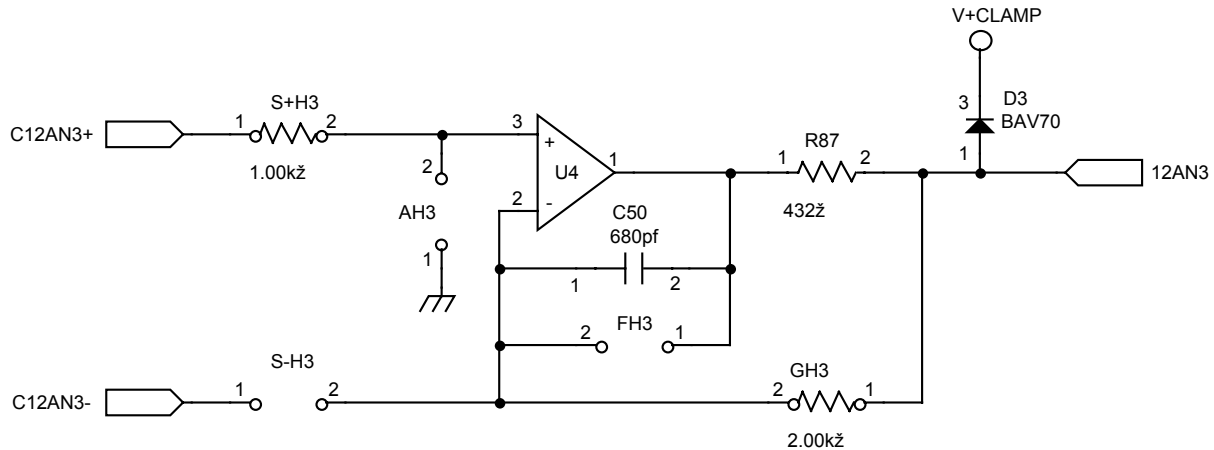 V+CLAMP
S+H3
3
D3
BAV70
C12AN3+
1
2
3
+
1
R87
1
1.00kž
2
U4
1
2
12AN3
AH3
2
-
C50
680pf
432ž
1
1
2
2
FH3
1
S-H3
GH3
C12AN3-
1
2
2
1
2.00kž